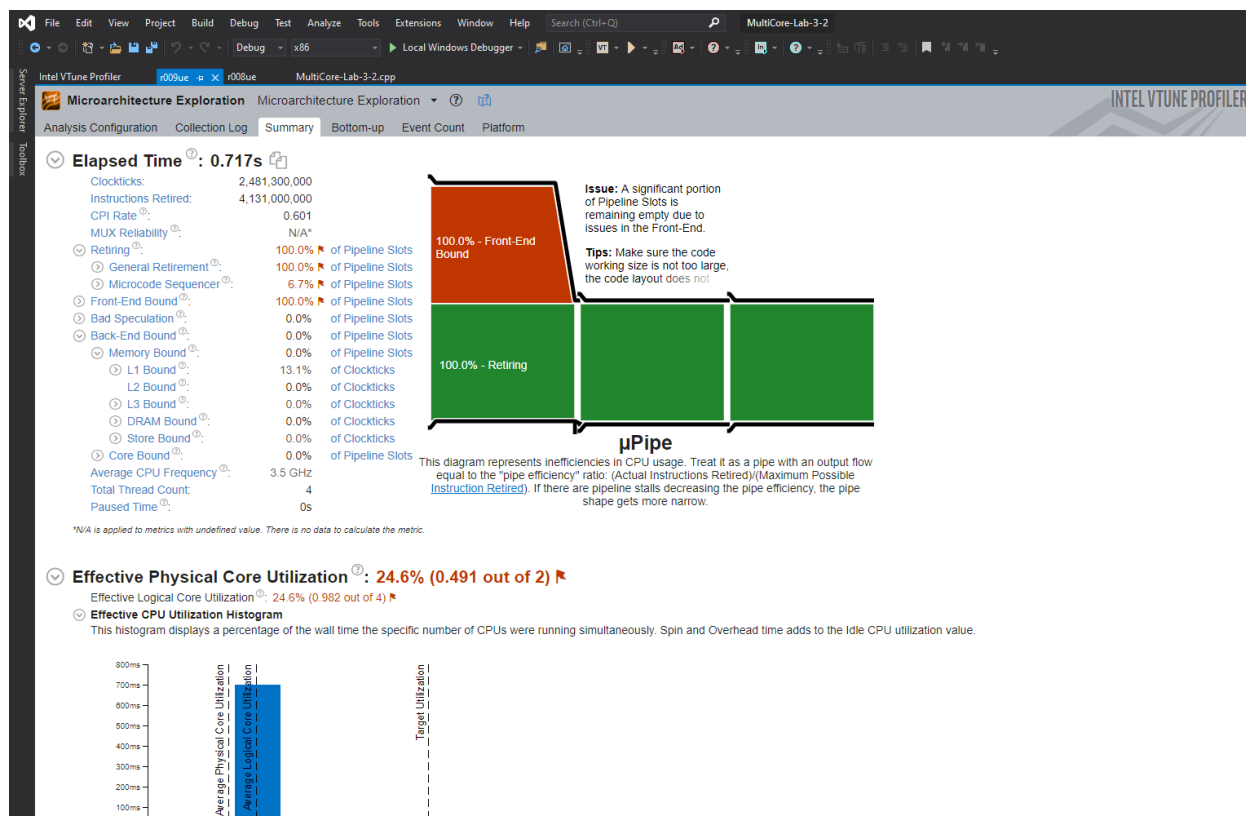 File Edit View Project Build Debug Test Analyze Tools Extensions Window Help Search (Ctrl+Q) MultiCore-Lab-3-2
Debug x86 Local Windows Debugger
Server Explorer
Toolbox
Intel VTune Profiler r009ue r008ue MultiCore-Lab-3-2.cpp
Microarchitecture Exploration Microarchitecture Exploration INTEL VTUNE PROFILER
Analysis Configuration Collection Log Summary Bottom-up Event Count Platform
Elapsed Time ?: 0.717s
Clockticks: 2,481,300,000
Instructions Retired: 4,131,000,000
CPI Rate ?: 0.601
MUX Reliability ?: N/A*
Retiring ?: 100.0% of Pipeline Slots
General Retirement ?: 100.0% of Pipeline Slots
Microcode Sequencer ?: 6.7% of Pipeline Slots
Front-End Bound ?: 100.0% of Pipeline Slots
Bad Speculation ?: 0.0% of Pipeline Slots
Back-End Bound ?: 0.0% of Pipeline Slots
Memory Bound ?: 0.0% of Pipeline Slots
L1 Bound ?: 13.1% of Clockticks
L2 Bound ?: 0.0% of Clockticks
L3 Bound ?: 0.0% of Clockticks
DRAM Bound ?: 0.0% of Clockticks
Store Bound ?: 0.0% of Clockticks
Core Bound ?: 0.0% of Pipeline Slots
Average CPU Frequency ?: 3.5 GHz
Total Thread Count: 4
Paused Time ?: 0s
*N/A is applied to metrics with undefined value. There is no data to calculate the metric.
100.0% - Front-End
Bound
100.0% - Retiring
Issue: A significant portion
of Pipeline Slots is
remaining empty due to
issues in the Front-End.
Tips: Make sure the code
working size is not too large,
the code layout does not
µPipe
This diagram represents inefficiencies in CPU usage. Treat it as a pipe with an output flow
equal to the "pipe efficiency" ratio: (Actual Instructions Retired)/(Maximum Possible
Instruction Retired). If there are pipeline stalls decreasing the pipe efficiency, the pipe
shape gets more narrow.
Effective Physical Core Utilization ?: 24.6% (0.491 out of 2)
Effective Logical Core Utilization ?: 24.6% (0.982 out of 4)
Effective CPU Utilization Histogram
This histogram displays a percentage of the wall time the specific number of CPUs were running simultaneously. Spin and Overhead time adds to the Idle CPU utilization value.
800ms
700ms
600ms
500ms
400ms
300ms
200ms
100ms
Average Physical Core Utilization
Average Logical Core Utilization
Target Utilization